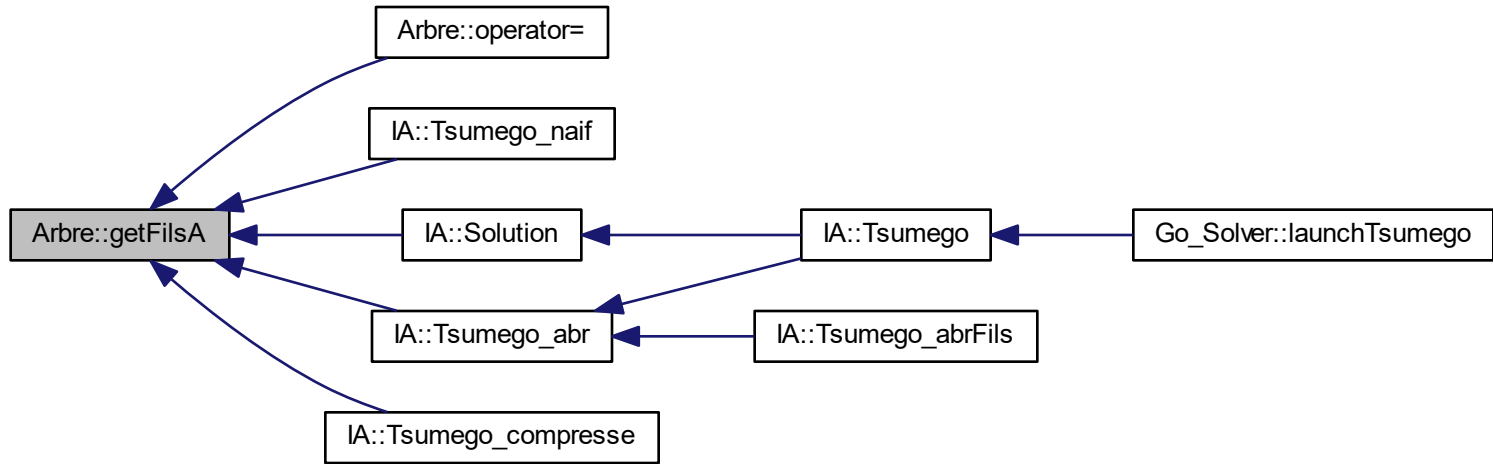 Arbre::operator=
IA::Tsumego_naif
Arbre::getFilsA
IA::Solution
IA::Tsumego
Go_Solver::launchTsumego
IA::Tsumego_abr
IA::Tsumego_abrFils
IA::Tsumego_compresse